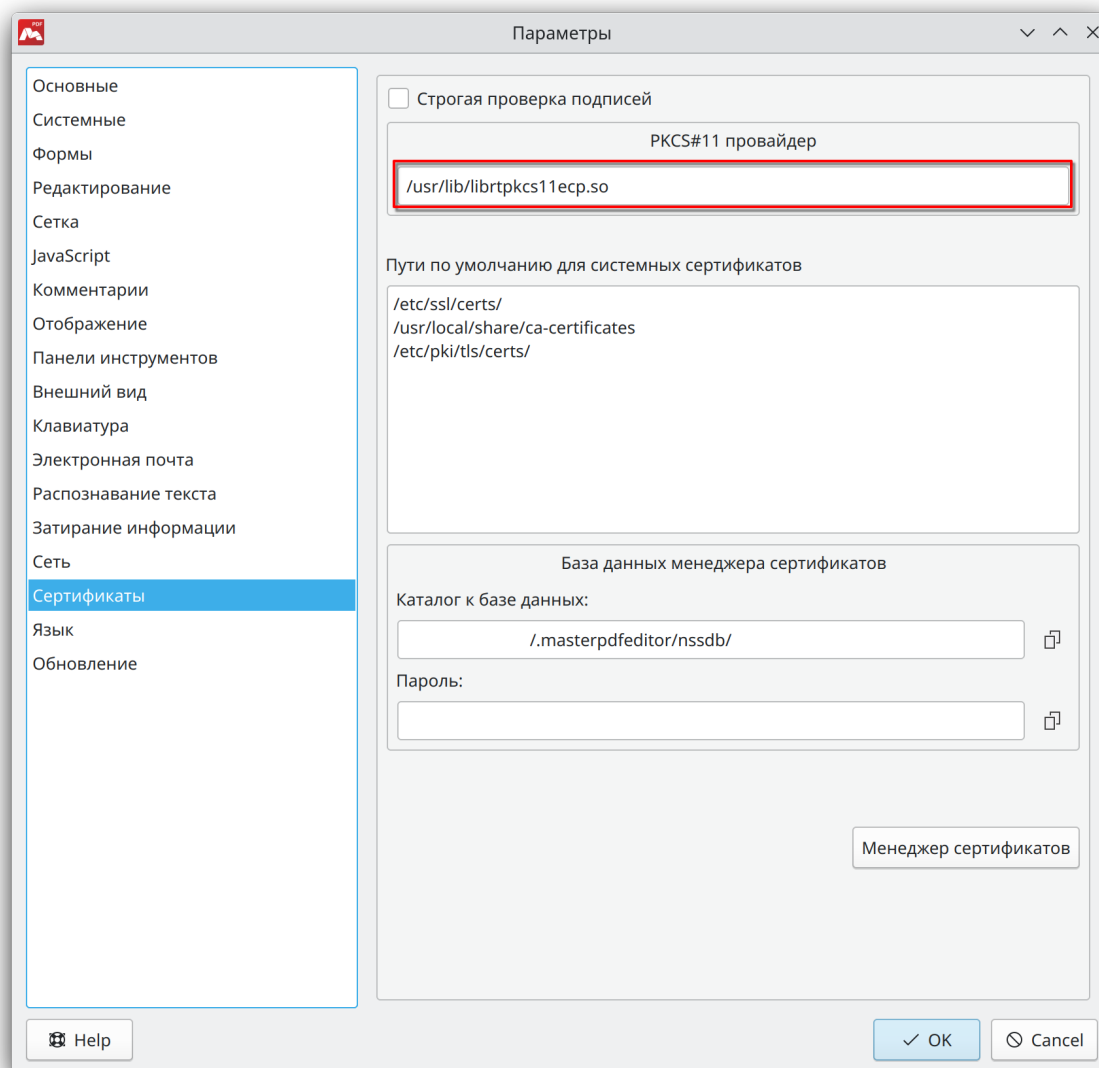 PDF
Параметры
Основные
Системные
Формы
Редактирование
Сетка
JavaScript
Комментарии
Отображение
Панели инструментов
Внешний вид
Клавиатура
Электронная почта
Распознавание текста
Затирание информации
Сеть
Сертификаты
Язык
Обновление
Строгая проверка подписей
PKCS#11 провайдер
/usr/lib/librtpkcs11ecp.so
Пути по умолчанию для системных сертификатов
/etc/ssl/certs/
/usr/local/share/ca-certificates
/etc/pki/tls/certs/
База данных менеджера сертификатов
Каталог к базе данных:
/.masterpdfeditor/nssdb/
Пароль:
Менеджер сертификатов
Help
OK
Cancel